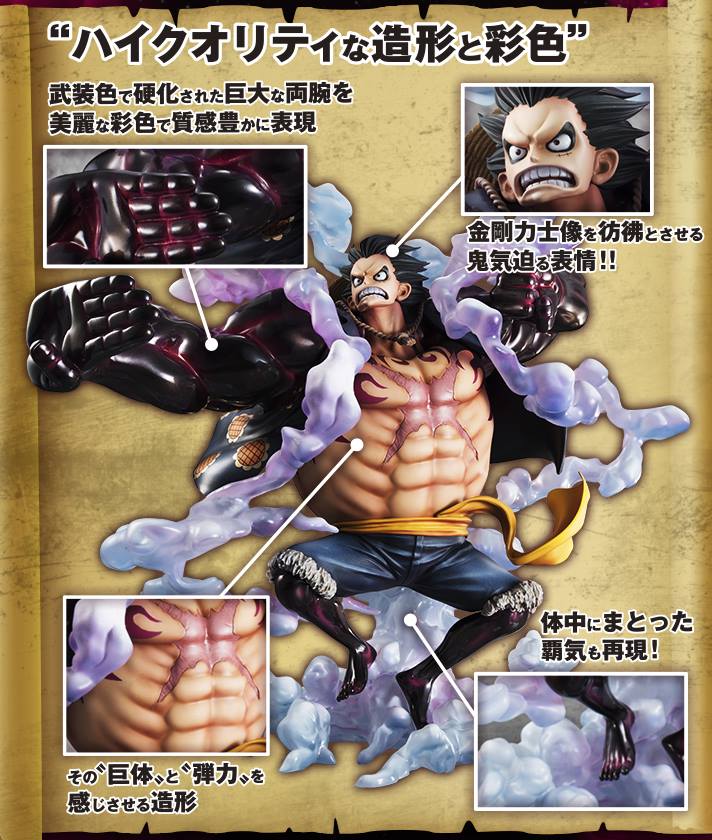 “ハイクオリティな造形と彩色”
武装色で硬化された巨大な両腕を
美麗な彩色で質感豊かに表現
金剛力士像を彷彿とさせる
鬼気迫る表情!!
体中にまとった
覇気も再現!
その〝巨体〟と〝弾力〟を
感じさせる造形